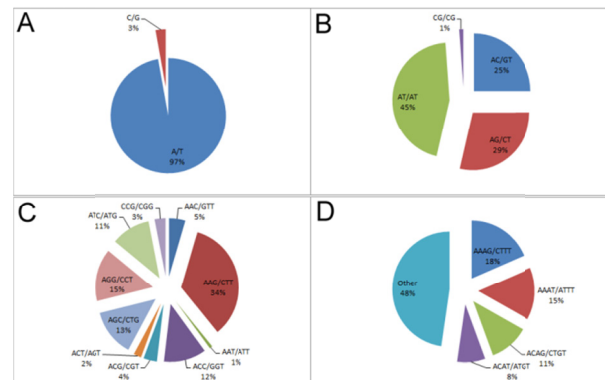 A
C/G
3%
A/T
97%
B
CG/CG
1%
AC/GT
25%
AT/AT
45%
AG/CT
29%
C
CCG/CGG
3%
AAC/GTT
5%
ATC/ATG
11%
AAG/CTT
34%
AGG/CCT
15%
AGC/CTG
13%
ACT/AGT
2%
ACG/CGT
4%
ACC/GGT
12%
AAT/ATT
1%
D
AAAG/CTTT
18%
Other
48%
AAAT/ATTT
15%
ACAG/CTGT
11%
ACAT/ATGT
8%